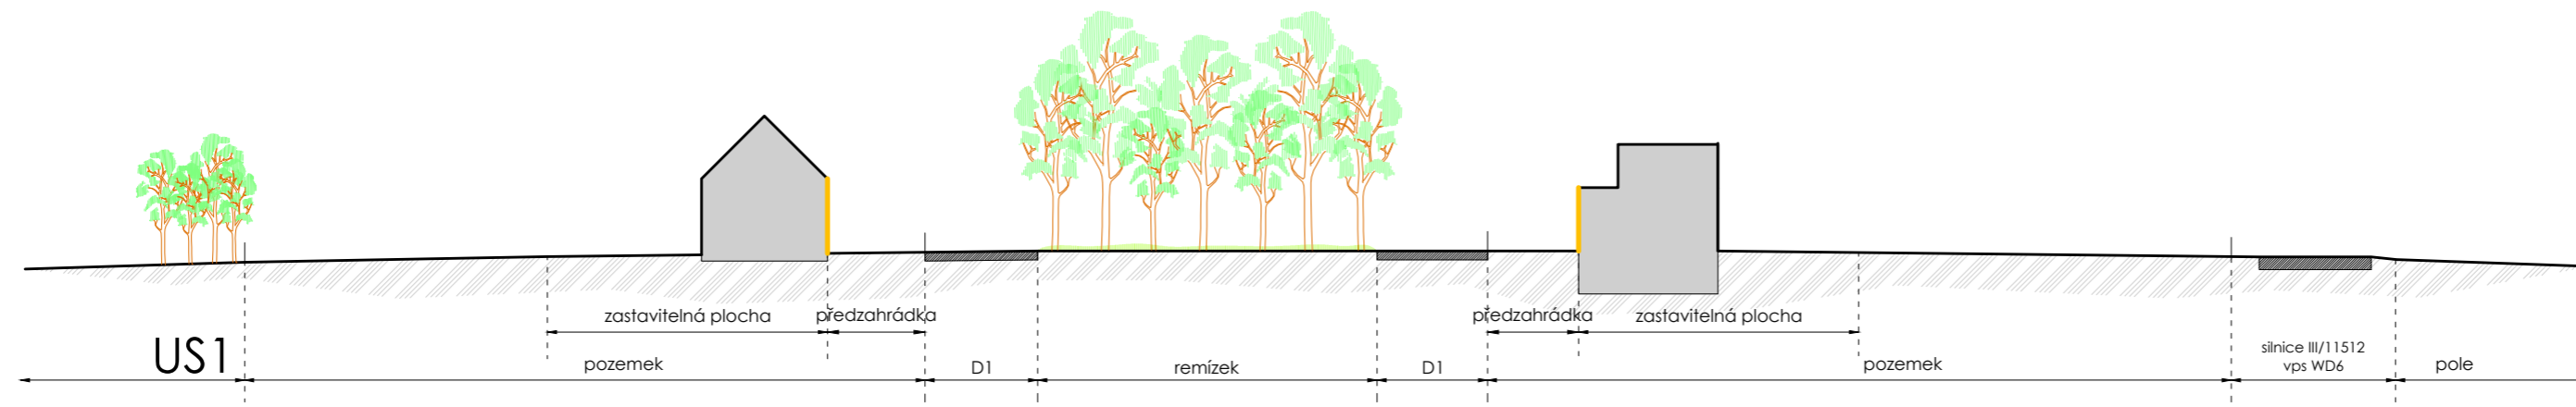 zastavitelná plocha
předzahrádka
předzahrádka
zastavitelná plocha
US1
pozemek
D1
remízek
D1
pozemek
silnice III/11512
vps WD6
pole